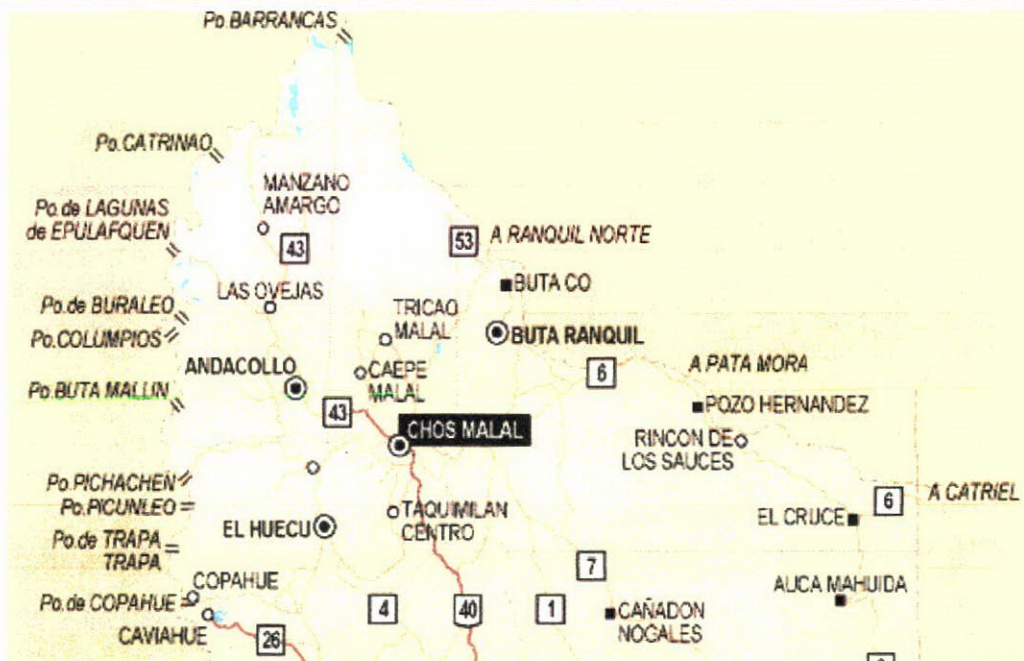 Po.BARRANCAS
Po.CATRINAO
MANZANO
AMARGO
Po.de LAGUNAS
de EPULAFQUEN
43
53
A RANQUIL NORTE
LAS OVEJAS
BUTA CO
Po.de BURALEO
TRICAO
MALAL
Po.COLUMPIOS
BUTA RANQUIL
ANDACOLLO
CAEPE
MALAL
6
A PATA MORA
Po.BUTA MALLIN
43
POZO HERNANDEZ
CHOS MALAL
RINCON DE
LOS SAUCES
Po.PICHACHEN
A CATRIEL
6
Po.PICUNLEO
TAQUIMILAN
CENTRO
EL HUECU
EL CRUCE
Po.de TRAPA
TRAPA
7
COPAHUE
AUCA MAHUIDA
Po.de COPAHUE
4
40
1
CAÑADON
NOGALES
CAVIAHUE
26